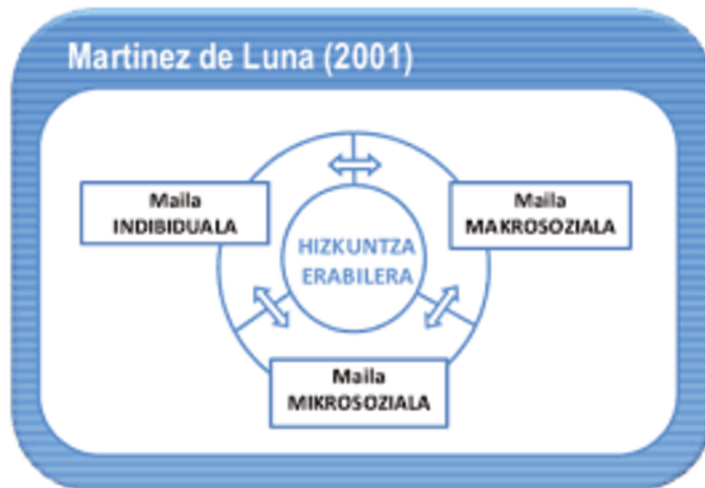 Martinez de Luna (2001)
Maila
INDIBIDUALA
Maila
MAKROSOZIALA
HIZKUNTZA
ERABILERA
Maila
MIKROSOZIALA